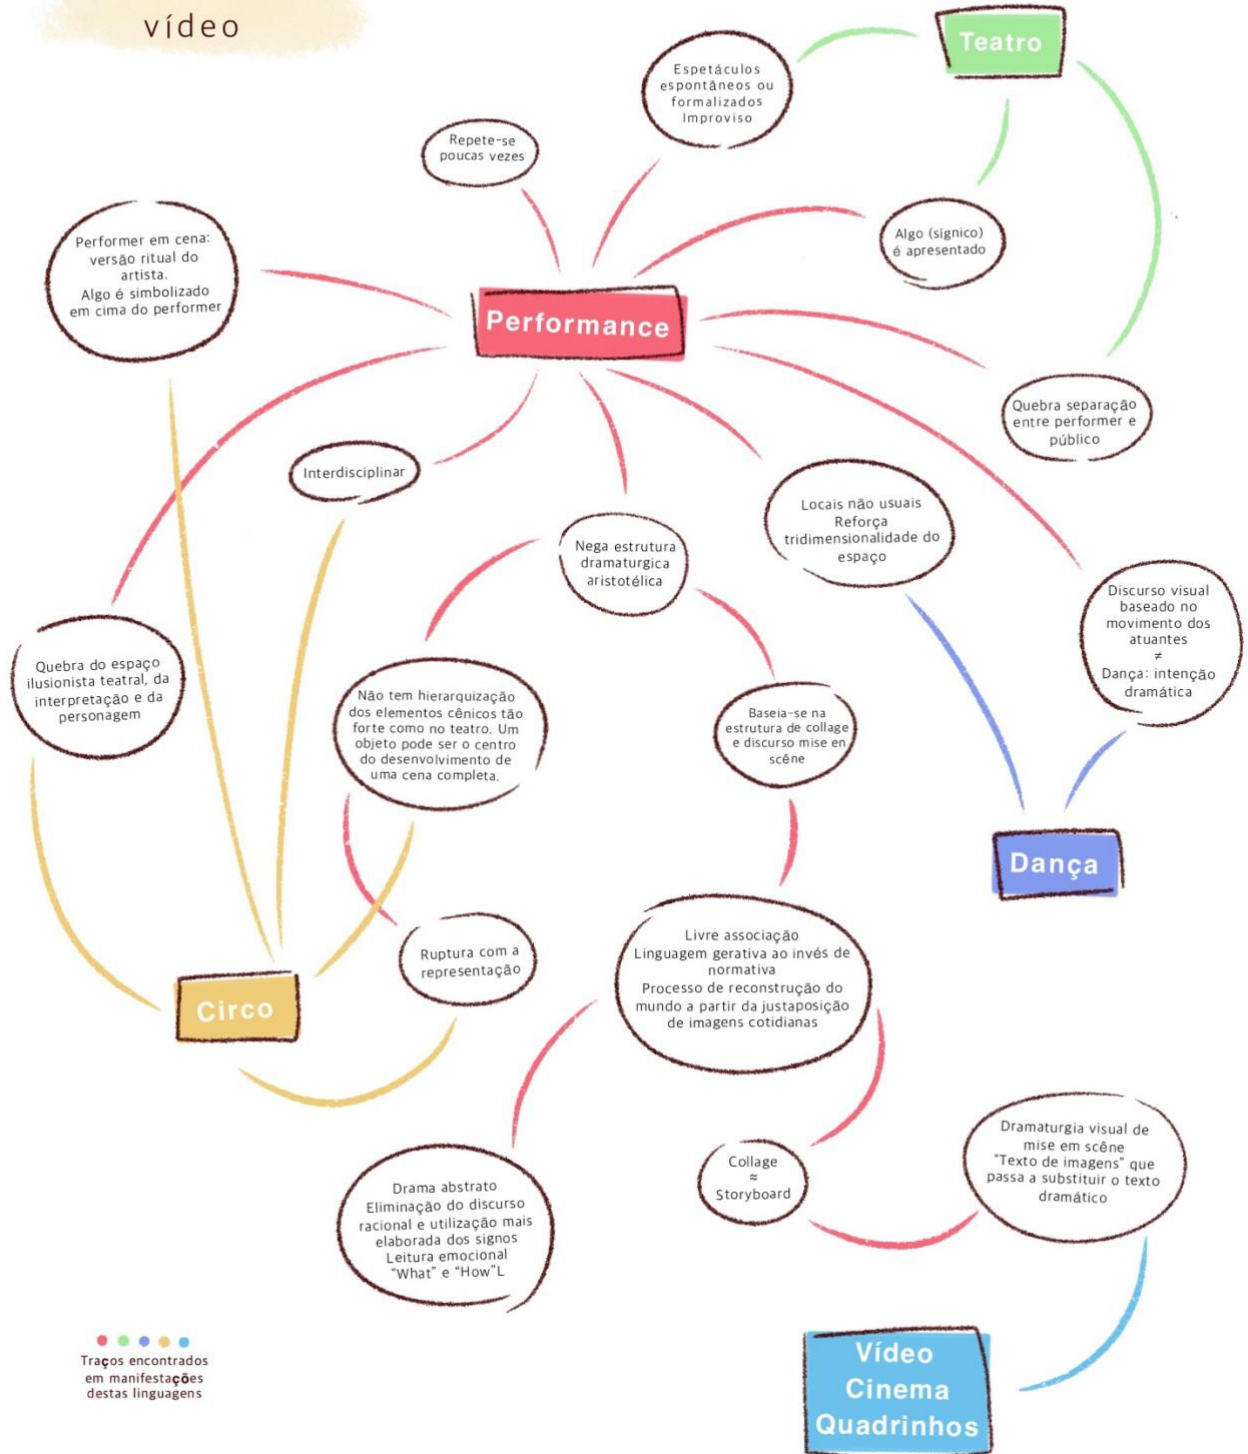 vídeo
Teatro
Espetáculos
espontâneos ou
formalizados
Improviso
Repete-se
poucas vezes
Performer em cena:
versão ritual do
artista.
Algo é simbolizado
em cima do performer
Algo (sígnico)
é apresentado
Performance
Quebra separação
entre performer e
público
Interdisciplinar
Locais não usuais
Reforça
tridimensionalidade do
espaço
Nega estrutura
dramaturgica
aristotélica
Discurso visual
baseado no
movimento dos
atuantes
≠
Dança: intenção
dramática
Quebra do espaço
ilusionista teatral, da
interpretação e da
personagem
Não tem hierarquização
dos elementos cênicos tão
forte como no teatro. Um
objeto pode ser o centro
do desenvolvimento de
uma cena completa.
Baseia-se na
estrutura de collage
e discurso mise en
scêne
Dança
Ruptura com a
representação
Livre associação
Linguagem gerativa ao invés de
normativa
Processo de reconstrução do
mundo a partir da justaposição
de imagens cotidianas
Circo
Dramaturgia visual de
mise em scêne
"Texto de imagens" que
passa a substituir o texto
dramático
Collage
≈
Storyboard
Drama abstrato
Eliminação do discurso
racional e utilização mais
elaborada dos signos
Leitura emocional
"What" e "How"L
Traços encontrados
em manifestações
destas linguagens
Vídeo
Cinema
Quadrinhos